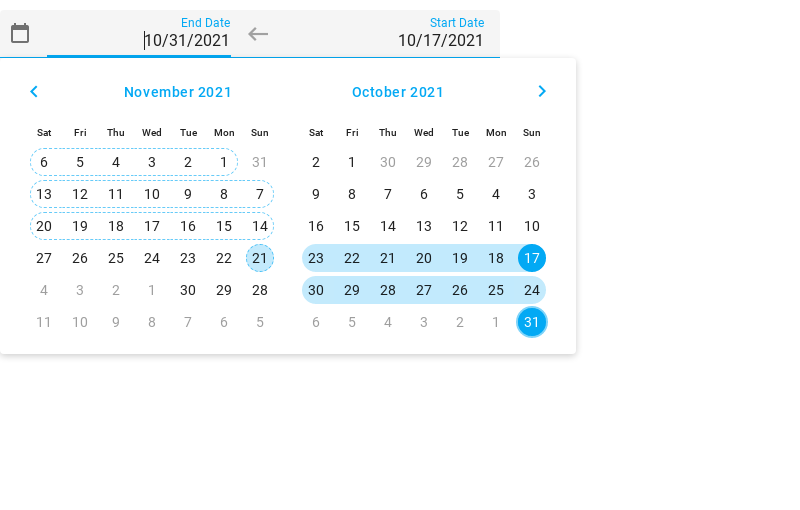 End Date
10/31/2021
Start Date
10/17/2021
November 2021
Sat Fri Thu Wed Tue Mon Sun
6 5 4 3 2 1 31
13 12 11 10 9 8 7
20 19 18 17 16 15 14
27 26 25 24 23 22 21
4 3 2 1 30 29 28
11 10 9 8 7 6 5
October 2021
Sat Fri Thu Wed Tue Mon Sun
2 1 30 29 28 27 26
9 8 7 6 5 4 3
16 15 14 13 12 11 10
23 22 21 20 19 18 17
30 29 28 27 26 25 24
6 5 4 3 2 1 31